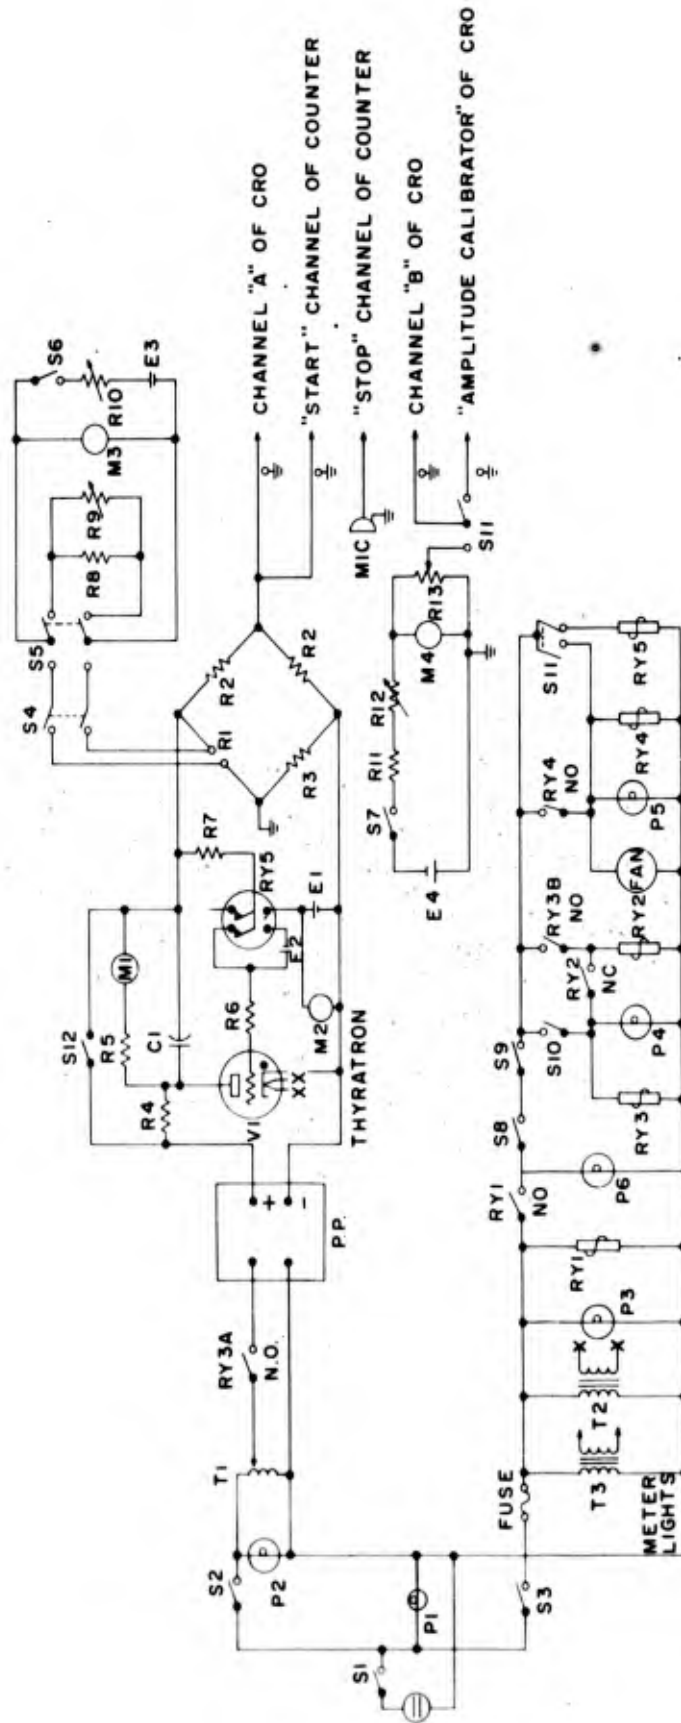 S6
R10
E3
M3
R9
R8
S5
S4
CHANNEL "A" OF CRO
"START" CHANNEL OF COUNTER
"STOP" CHANNEL OF COUNTER
CHANNEL "B" OF CRO
"AMPLITUDE CALIBRATOR" OF CRO
MIC
S11
R2
R2
R1
R3
R7
RY5
E1
E2
M1
S12
R5
C1
R4
R6
M2
V1
XX
THYRATRON
+
-
P.P.
RY3A
N.O.
T1
S2
P2
S1
P1
S3
R13
M4
R12
R11
S7
E4
FUSE
T3
METER
LIGHTS
T2
X X
P3
RY1
RY1
NO
P6
S8
S9
S10
RY3
P4
RY2
NC
RY3B
NO
RY2
FAN
RY4
NO
P5
RY4
S11
RY5